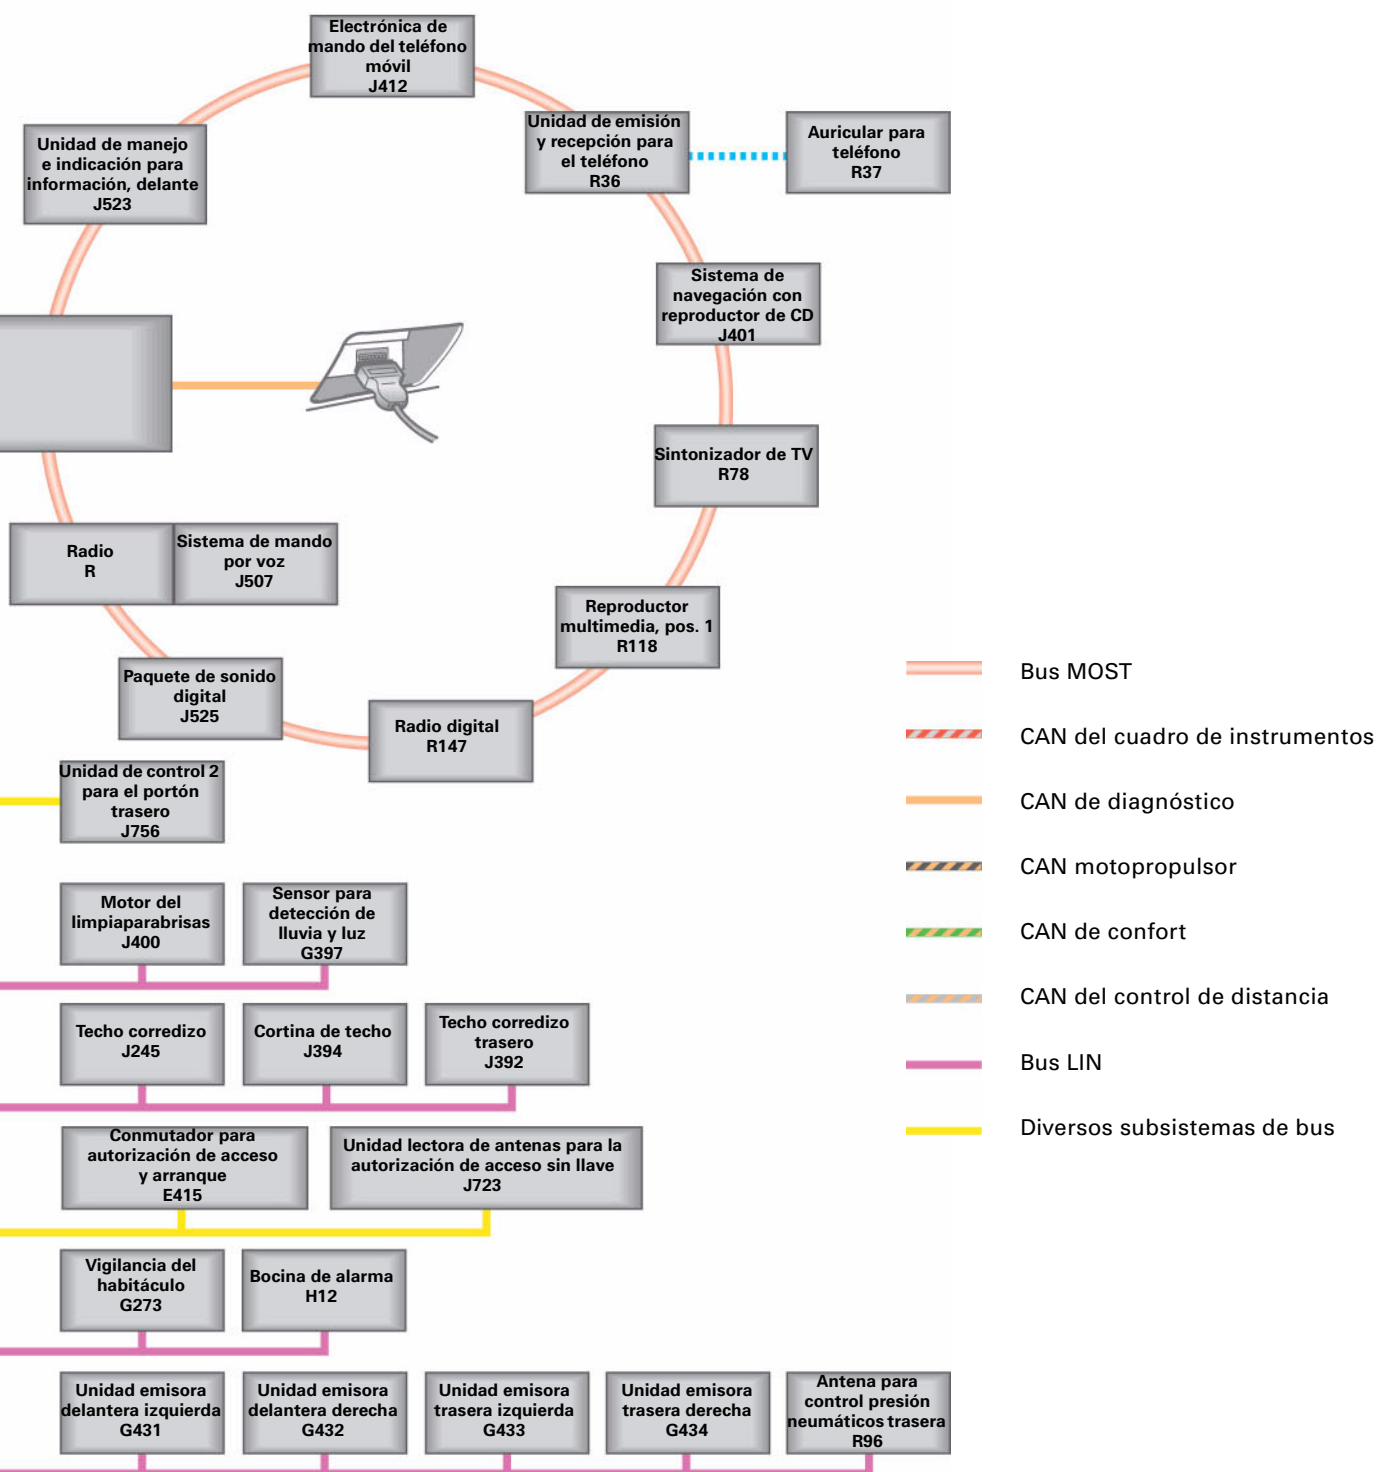 Electrónica de
mando del teléfono
móvil
J412
Unidad de manejo
e indicación para
información, delante
J523
Unidad de emisión
y recepción para
el teléfono
R36
Auricular para
teléfono
R37
Sistema de
navegación con
reproductor de CD
J401
Sintonizador de TV
R78
Radio
R
Sistema de mando
por voz
J507
Reproductor
multimedia, pos. 1
R118
Paquete de sonido
digital
J525
Radio digital
R147
Unidad de control 2
para el portón
trasero
J756
Motor del
limpiaparabrisas
J400
Sensor para
detección de
lluvia y luz
G397
Techo corredizo
J245
Cortina de techo
J394
Techo corredizo
trasero
J392
Conmutador para
autorización de acceso
y arranque
E415
Unidad lectora de antenas para la
autorización de acceso sin llave
J723
Vigilancia del
habitáculo
G273
Bocina de alarma
H12
Unidad emisora
delantera izquierda
G431
Unidad emisora
delantera derecha
G432
Unidad emisora
trasera izquierda
G433
Unidad emisora
trasera derecha
G434
Antena para
control presión
neumáticos trasera
R96
Bus MOST
CAN del cuadro de instrumentos
CAN de diagnóstico
CAN motopropulsor
CAN de confort
CAN del control de distancia
Bus LIN
Diversos subsistemas de bus